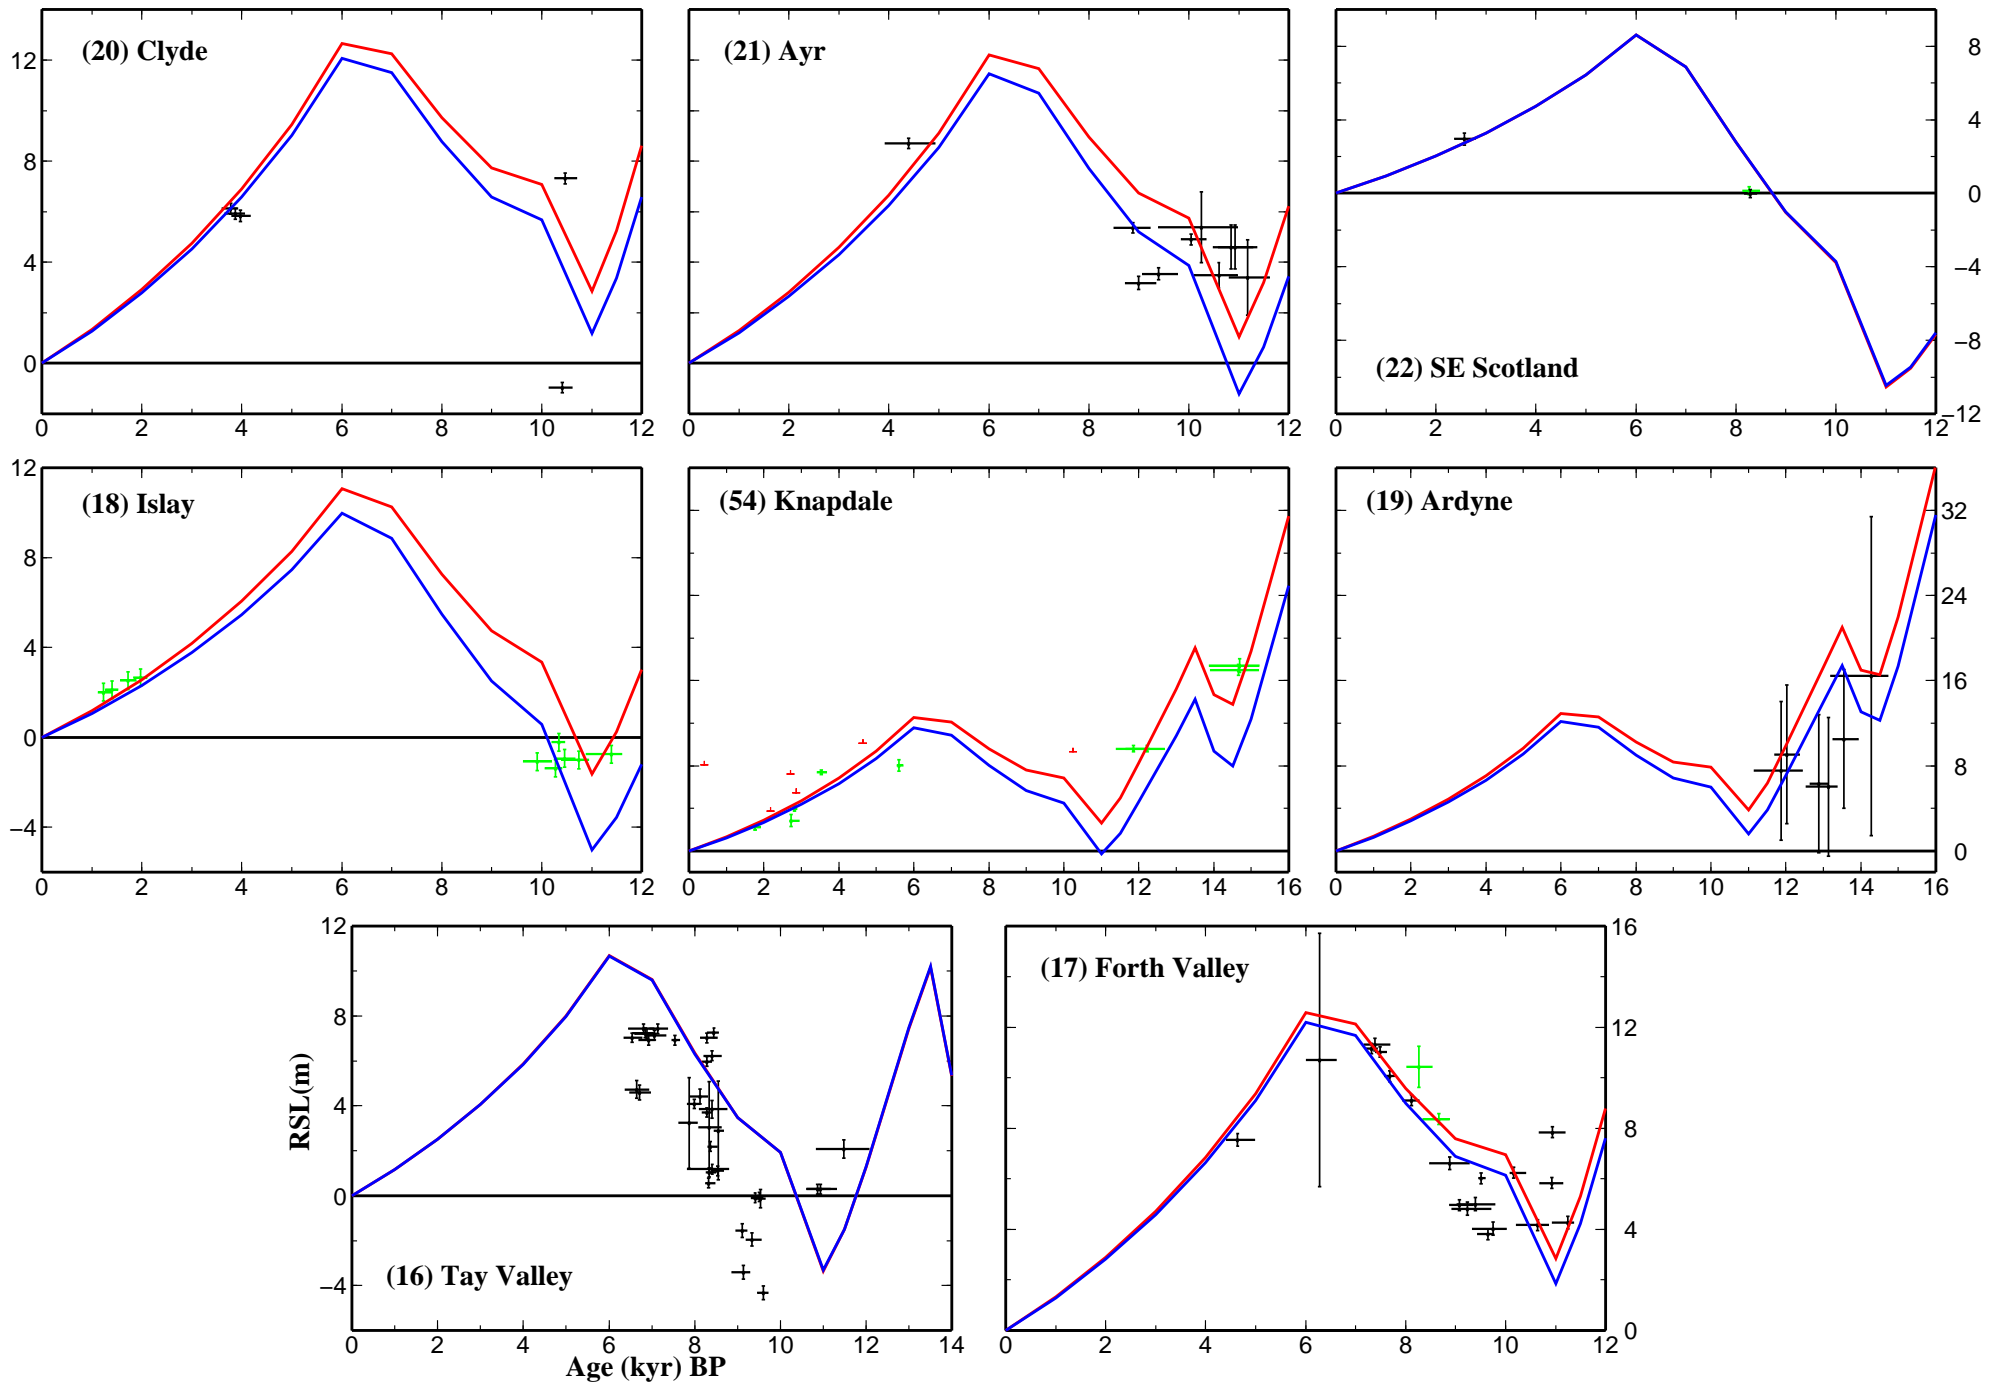 (20) Clyde
12
8
4
0
0 2 4 6 8 10 12
(21) Ayr
0 2 4 6 8 10 12
(22) SE Scotland
8
4
0
−4
−8
−12
0 2 4 6 8 10 12
(18) Islay
12
8
4
0
−4
0 2 4 6 8 10 12
(54) Knapdale
0 2 4 6 8 10 12 14 16
(19) Ardyne
32
24
16
8
0
0 2 4 6 8 10 12 14 16
(16) Tay Valley
12
8
4
0
−4
RSL(m)
0 2 4 6 8 10 12 14
Age (kyr) BP
(17) Forth Valley
16
12
8
4
0
0 2 4 6 8 10 12